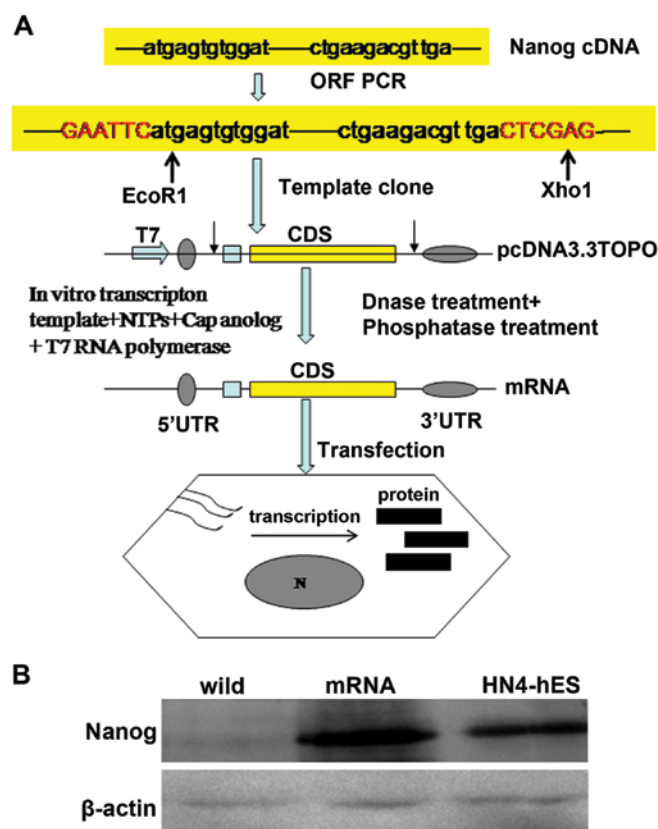 A
atgagtgtggat ctgaagacgt tga Nanog cDNA
ORF PCR
GAATTCatgagtgtggat ctgaagacgt tgaCTCGAG
EcoR1 Xho1
Template clone
T7 CDS
pcDNA3.3TOPO
In vitro transcripton
template+NTPs+Cap anolog
+ T7 RNA polymerase
Dnase treatment+
Phosphatase treatment
CDS
mRNA
5'UTR 3'UTR
Transfection
protein
transcription
N
B
wild mRNA HN4-hES
Nanog
β-actin